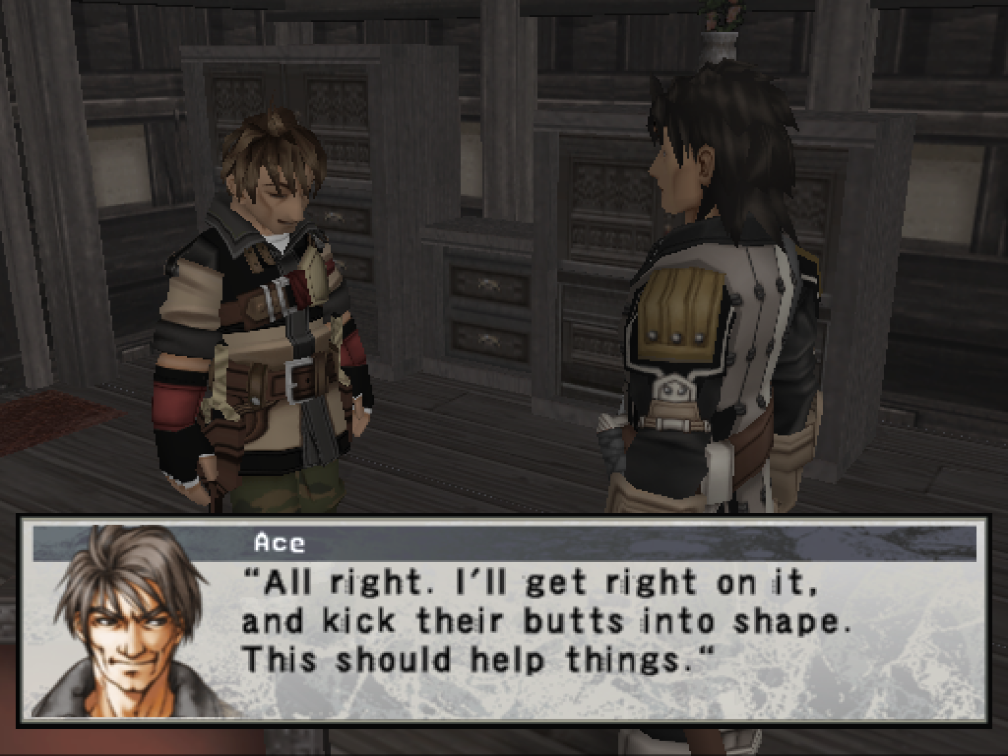 Ace
“All right. I'll get right on it,
and kick their butts into shape.
This should help things.“